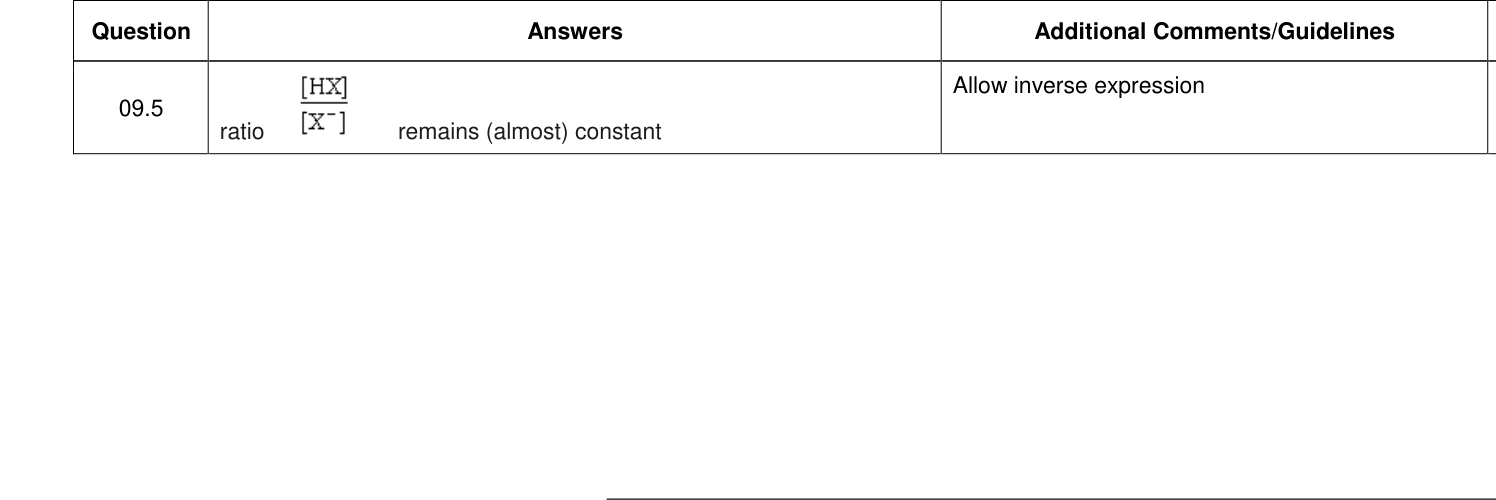 Question Answers Additional Comments/Guidelines
09.5 ratio [HX] / [X⁻] remains (almost) constant Allow inverse expression